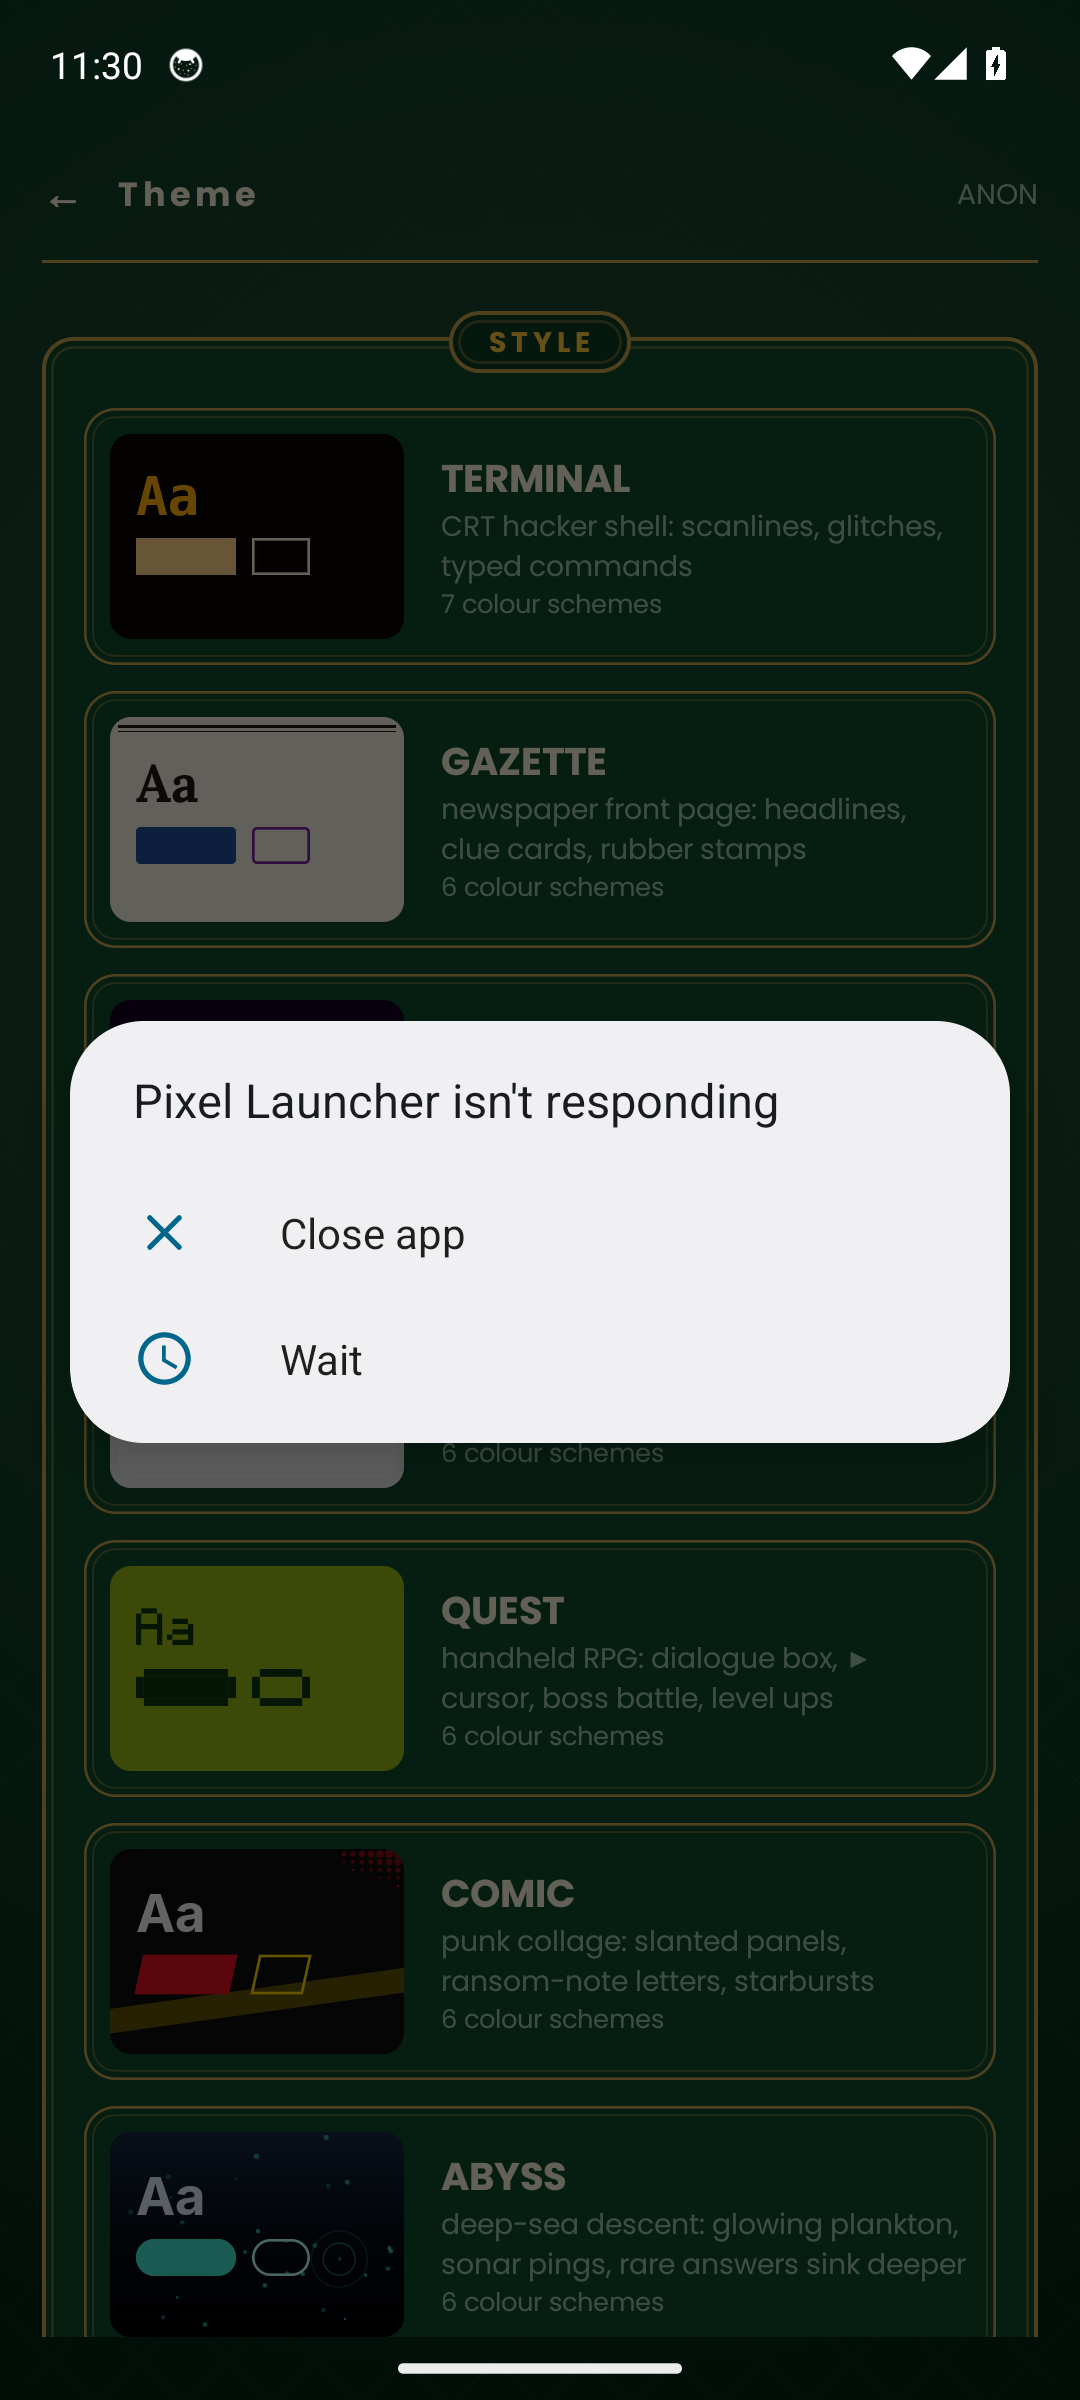 11:30
← Theme
ANON
STYLE
Aa
TERMINAL
CRT hacker shell: scanlines, glitches,
typed commands
7 colour schemes
Aa
GAZETTE
newspaper front page: headlines,
clue cards, rubber stamps
6 colour schemes
Pixel Launcher isn't responding
Close app
Wait
6 colour schemes
Aa
QUEST
handheld RPG: dialogue box, ►
cursor, boss battle, level ups
6 colour schemes
Aa
COMIC
punk collage: slanted panels,
ransom-note letters, starbursts
6 colour schemes
Aa
ABYSS
deep-sea descent: glowing plankton,
sonar pings, rare answers sink deeper
6 colour schemes